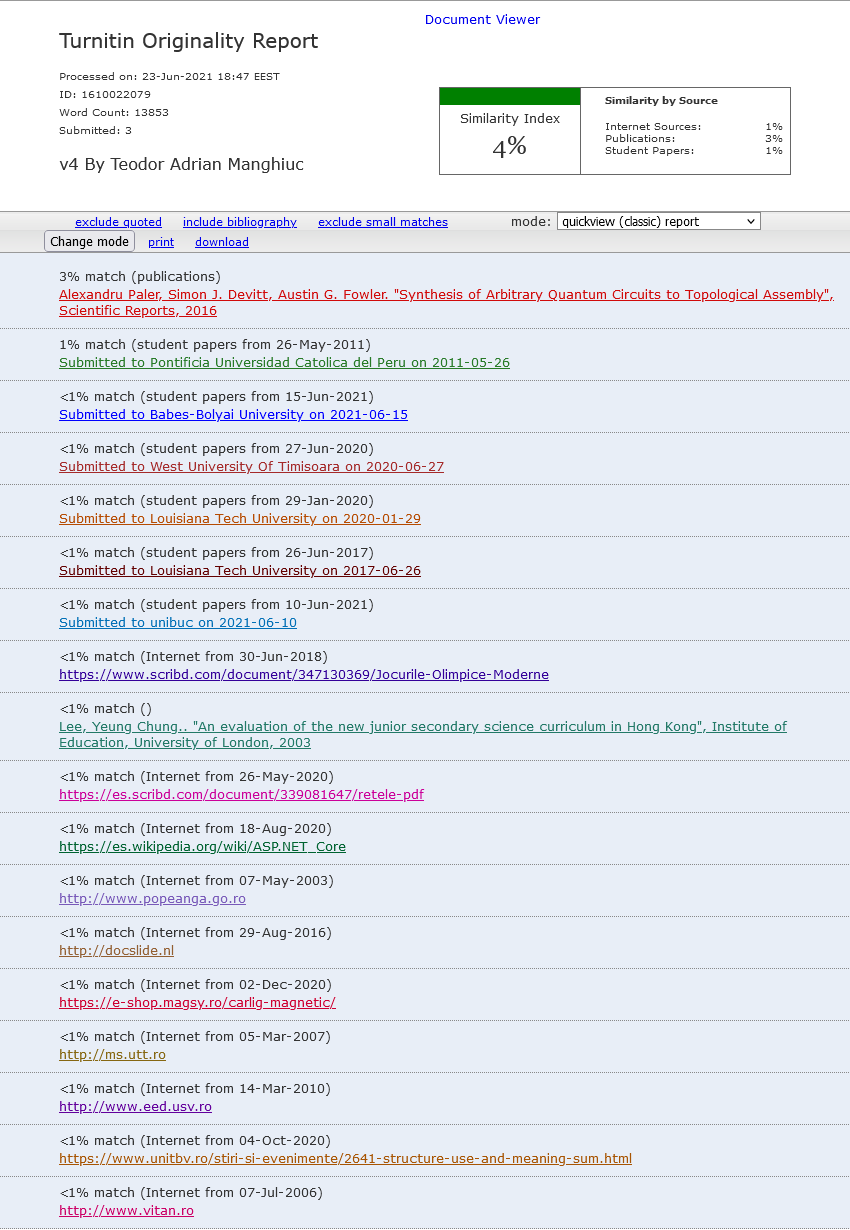 Document Viewer
Turnitin Originality Report
Processed on: 23-Jun-2021 18:47 EEST
ID: 1610022079
Word Count: 13853
Submitted: 3
v4 By Teodor Adrian Manghiuc
Similarity Index
4%
Similarity by Source
Internet Sources: 1%
Publications: 3%
Student Papers: 1%
exclude quoted include bibliography exclude small matches mode: quickview (classic) report
Change mode print download
3% match (publications)
Alexandru Paler, Simon J. Devitt, Austin G. Fowler. "Synthesis of Arbitrary Quantum Circuits to Topological Assembly",
Scientific Reports, 2016
1% match (student papers from 26-May-2011)
Submitted to Pontificia Universidad Catolica del Peru on 2011-05-26
<1% match (student papers from 15-Jun-2021)
Submitted to Babes-Bolyai University on 2021-06-15
<1% match (student papers from 27-Jun-2020)
Submitted to West University Of Timisoara on 2020-06-27
<1% match (student papers from 29-Jan-2020)
Submitted to Louisiana Tech University on 2020-01-29
<1% match (student papers from 26-Jun-2017)
Submitted to Louisiana Tech University on 2017-06-26
<1% match (student papers from 10-Jun-2021)
Submitted to unibuc on 2021-06-10
<1% match (Internet from 30-Jun-2018)
https://www.scribd.com/document/347130369/Jocurile-Olimpice-Moderne
<1% match ()
Lee, Yeung Chung.. "An evaluation of the new junior secondary science curriculum in Hong Kong", Institute of
Education, University of London, 2003
<1% match (Internet from 26-May-2020)
https://es.scribd.com/document/339081647/retele-pdf
<1% match (Internet from 18-Aug-2020)
https://es.wikipedia.org/wiki/ASP.NET_Core
<1% match (Internet from 07-May-2003)
http://www.popeanga.go.ro
<1% match (Internet from 29-Aug-2016)
http://docslide.nl
<1% match (Internet from 02-Dec-2020)
https://e-shop.magsy.ro/carlig-magnetic/
<1% match (Internet from 05-Mar-2007)
http://ms.utt.ro
<1% match (Internet from 14-Mar-2010)
http://www.eed.usv.ro
<1% match (Internet from 04-Oct-2020)
https://www.unitbv.ro/stiri-si-evenimente/2641-structure-use-and-meaning-sum.html
<1% match (Internet from 07-Jul-2006)
http://www.vitan.ro